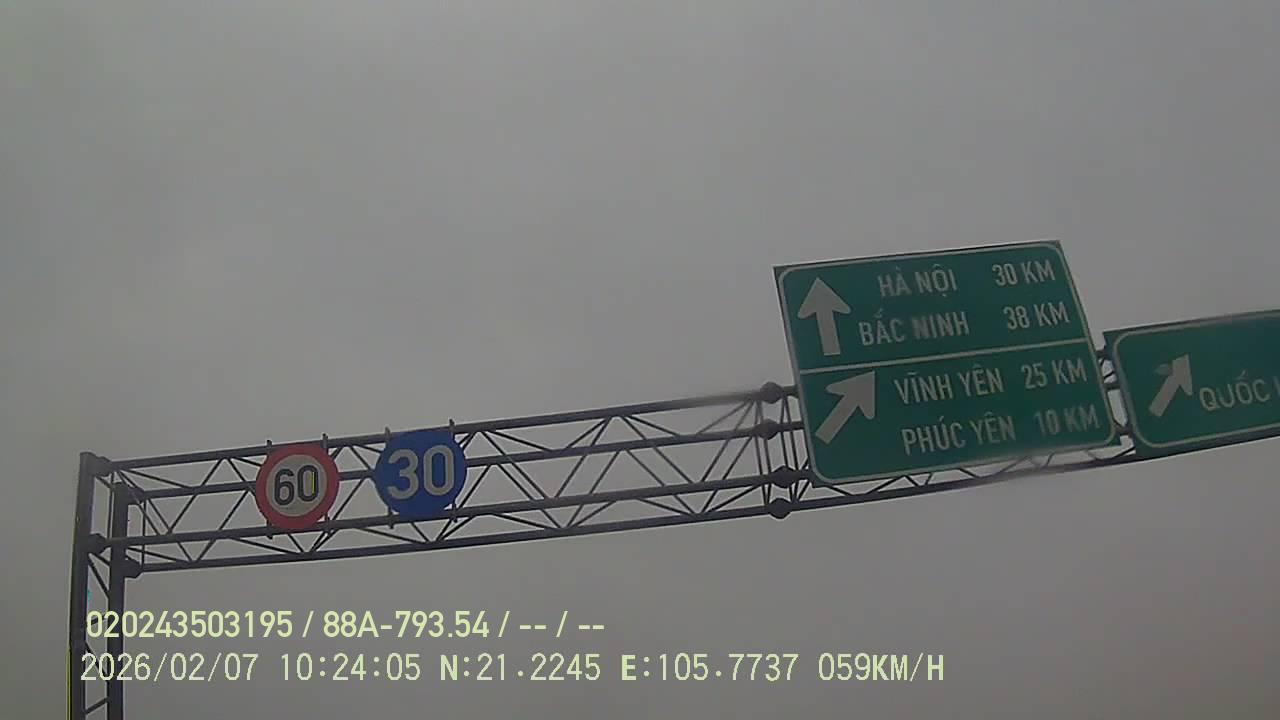 HÀ NỘI 30 KM
BẮC NINH 38 KM
VĨNH YÊN 25 KM
PHÚC YÊN 10 KM
QUỐC
60
30
020243503195 / 88A-793.54 / -- / --
2026/02/07 10:24:05 N:21.2245 E:105.7737 059KM/H